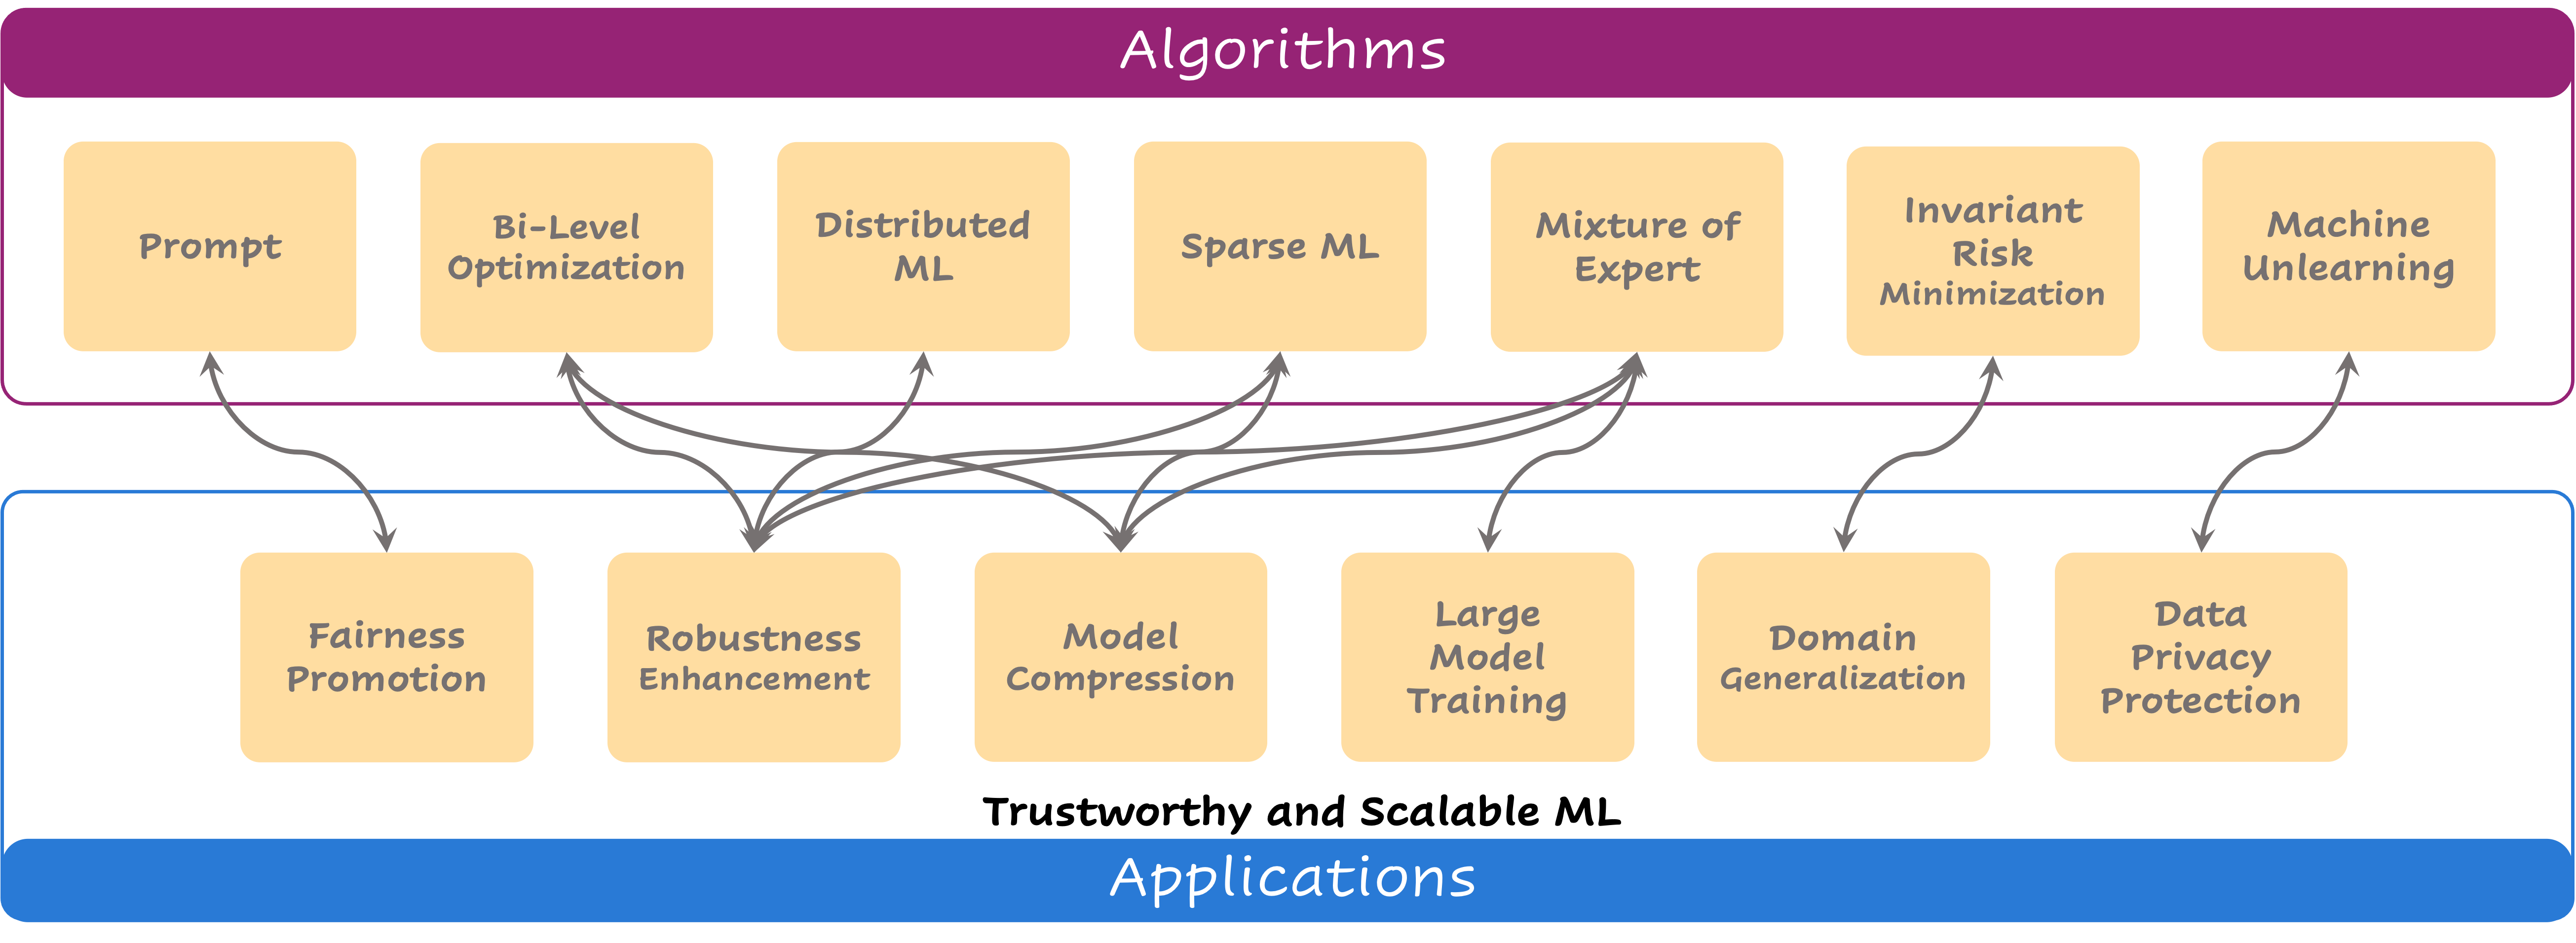 Algorithms
Prompt
Bi-Level
Optimization
Distributed
ML
Sparse ML
Mixture of
Expert
Invariant
Risk
Minimization
Machine
Unlearning
Fairness
Promotion
Robustness
Enhancement
Model
Compression
Large
Model
Training
Domain
Generalization
Data
Privacy
Protection
Trustworthy and Scalable ML
Applications